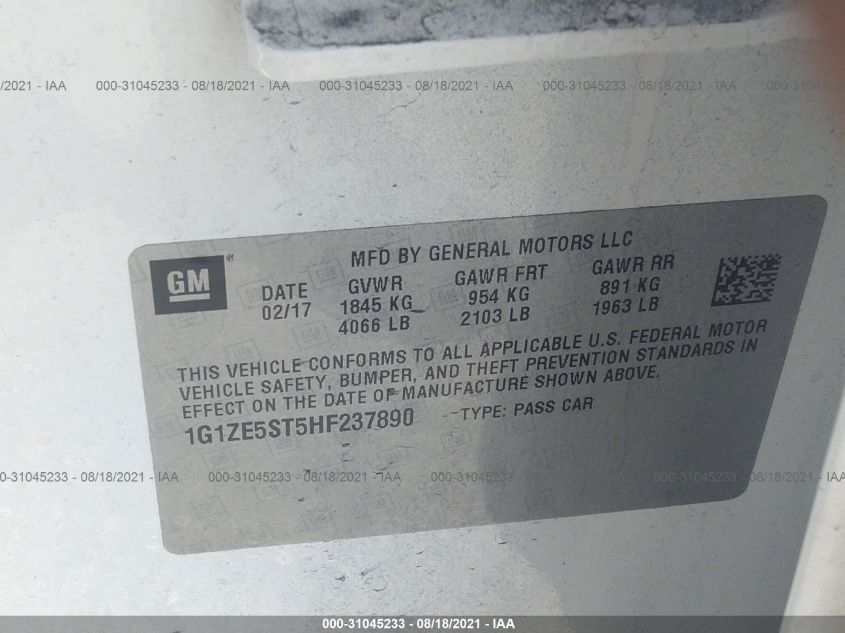 /2021 - IAA 000-31045233 - 08/18/2021 - IAA 000-31045233 - 08/18/2021 - IAA 000-31045233 - 08/18/2021 - IAA
GM ®
MFD BY GENERAL MOTORS LLC
DATE GVWR GAWR FRT GAWR RR
02/17 1845 KG 954 KG 891 KG
4066 LB 2103 LB 1963 LB
THIS VEHICLE CONFORMS TO ALL APPLICABLE U.S. FEDERAL MOTOR
VEHICLE SAFETY, BUMPER, AND THEFT PREVENTION STANDARDS IN
EFFECT ON THE DATE OF MANUFACTURE SHOWN ABOVE.
1G1ZE5ST5HF237890 TYPE: PASS CAR
0-31045233 - 08/18/2021 - IAA 000-31045233 - 08/18/2021 - IAA 000-31045233 - 08/18/2021 - IAA 000-31045233 - 08/18/2021
000-31045233 - 08/18/2021 - IAA